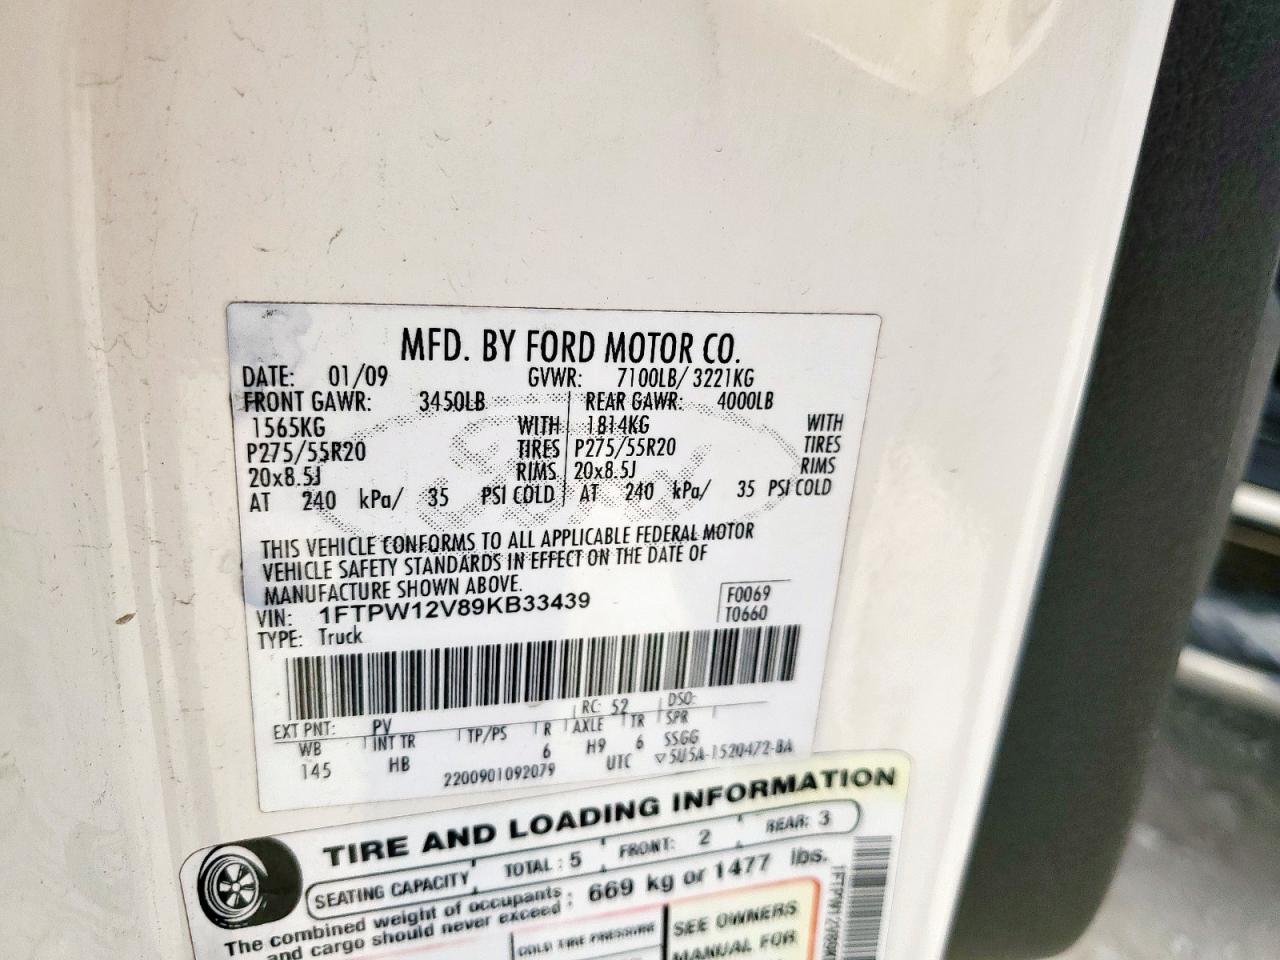 MFD. BY FORD MOTOR CO.
DATE: 01/09 GVWR: 7100LB/ 3221KG
FRONT GAWR: 3450LB REAR GAWR: 4000LB
1565KG WITH 1814KG WITH
P275/55R20 TIRES P275/55R20 TIRES
20x8.5J RIMS 20x8.5J RIMS
AT 240 kPa/ 35 PSI COLD AT 240 kPa/ 35 PSI COLD
THIS VEHICLE CONFORMS TO ALL APPLICABLE FEDERAL MOTOR
VEHICLE SAFETY STANDARDS IN EFFECT ON THE DATE OF
MANUFACTURE SHOWN ABOVE.
VIN: 1FTPW12V89KB33439 F0069
TYPE: Truck T0660
EXT PNT: PV RC: 52 DSO:
WB INT TR TP/PS R AXLE TR SPR
145 HB 6 H9 6 SSGG
2200901092079 UTC ▽5U5A-1520472-BA
TIRE AND LOADING INFORMATION
SEATING CAPACITY TOTAL : 5 FRONT: 2 REAR: 3
The combined weight of occupants
and cargo should never exceed : 669 kg or 1477 lbs.
COLD TIRE PRESSURE SEE OWNERS
MANUAL FOR